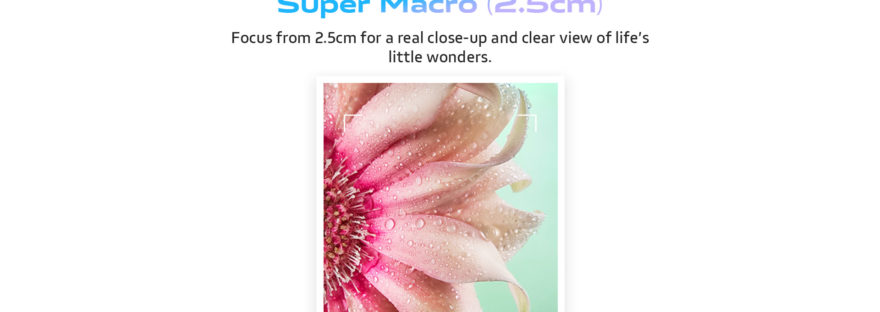 Super Macro (2.5cm)
Focus from 2.5cm for a real close-up and clear view of life's
little wonders.